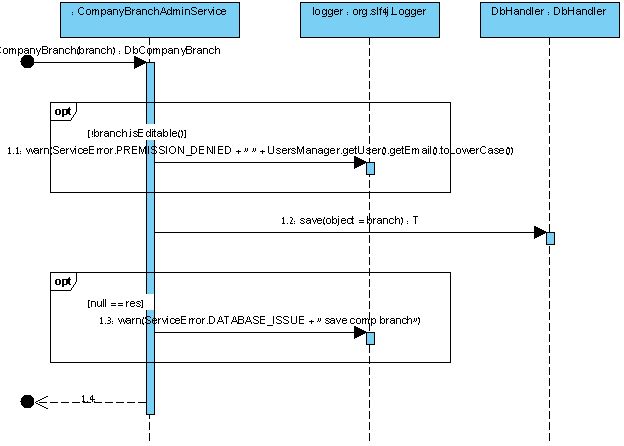 : CompanyBranchAdminService
logger : org.slf4j.Logger
DbHandler : DbHandler
CompanyBranch(branch) : DbCompanyBranch
opt
[!branch.isEditable()]
1.1: warn(ServiceError.PREMISSION_DENIED + " " + UsersManager.getUser().getEmail().toLowerCase())
1.2: save(object = branch) : T
opt
[null == res]
1.3: warn(ServiceError.DATABASE_ISSUE + " save comp branch")
1.4: